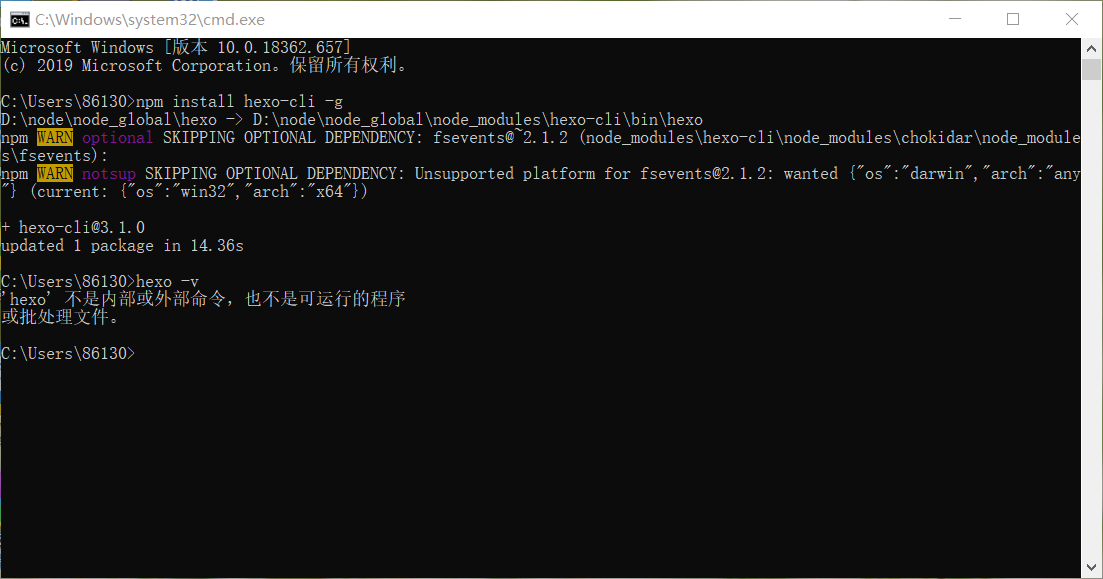 C:\Windows\system32\cmd.exe
Microsoft Windows [版本 10.0.18362.657]
(c) 2019 Microsoft Corporation。保留所有权利。
C:\Users\86130>npm install hexo-cli -g
D:\node\node_global\hexo -> D:\node\node_global\node_modules\hexo-cli\bin\hexo
npm WARN optional SKIPPING OPTIONAL DEPENDENCY: fsevents@~2.1.2 (node_modules\hexo-cli\node_modules\chokidar\node_module
s\fsevents):
npm WARN notsup SKIPPING OPTIONAL DEPENDENCY: Unsupported platform for fsevents@2.1.2: wanted {"os":"darwin","arch":"any
"} (current: {"os":"win32","arch":"x64"})
+ hexo-cli@3.1.0
updated 1 package in 14.36s
C:\Users\86130>hexo -v
'hexo' 不是内部或外部命令，也不是可运行的程序
或批处理文件。
C:\Users\86130>